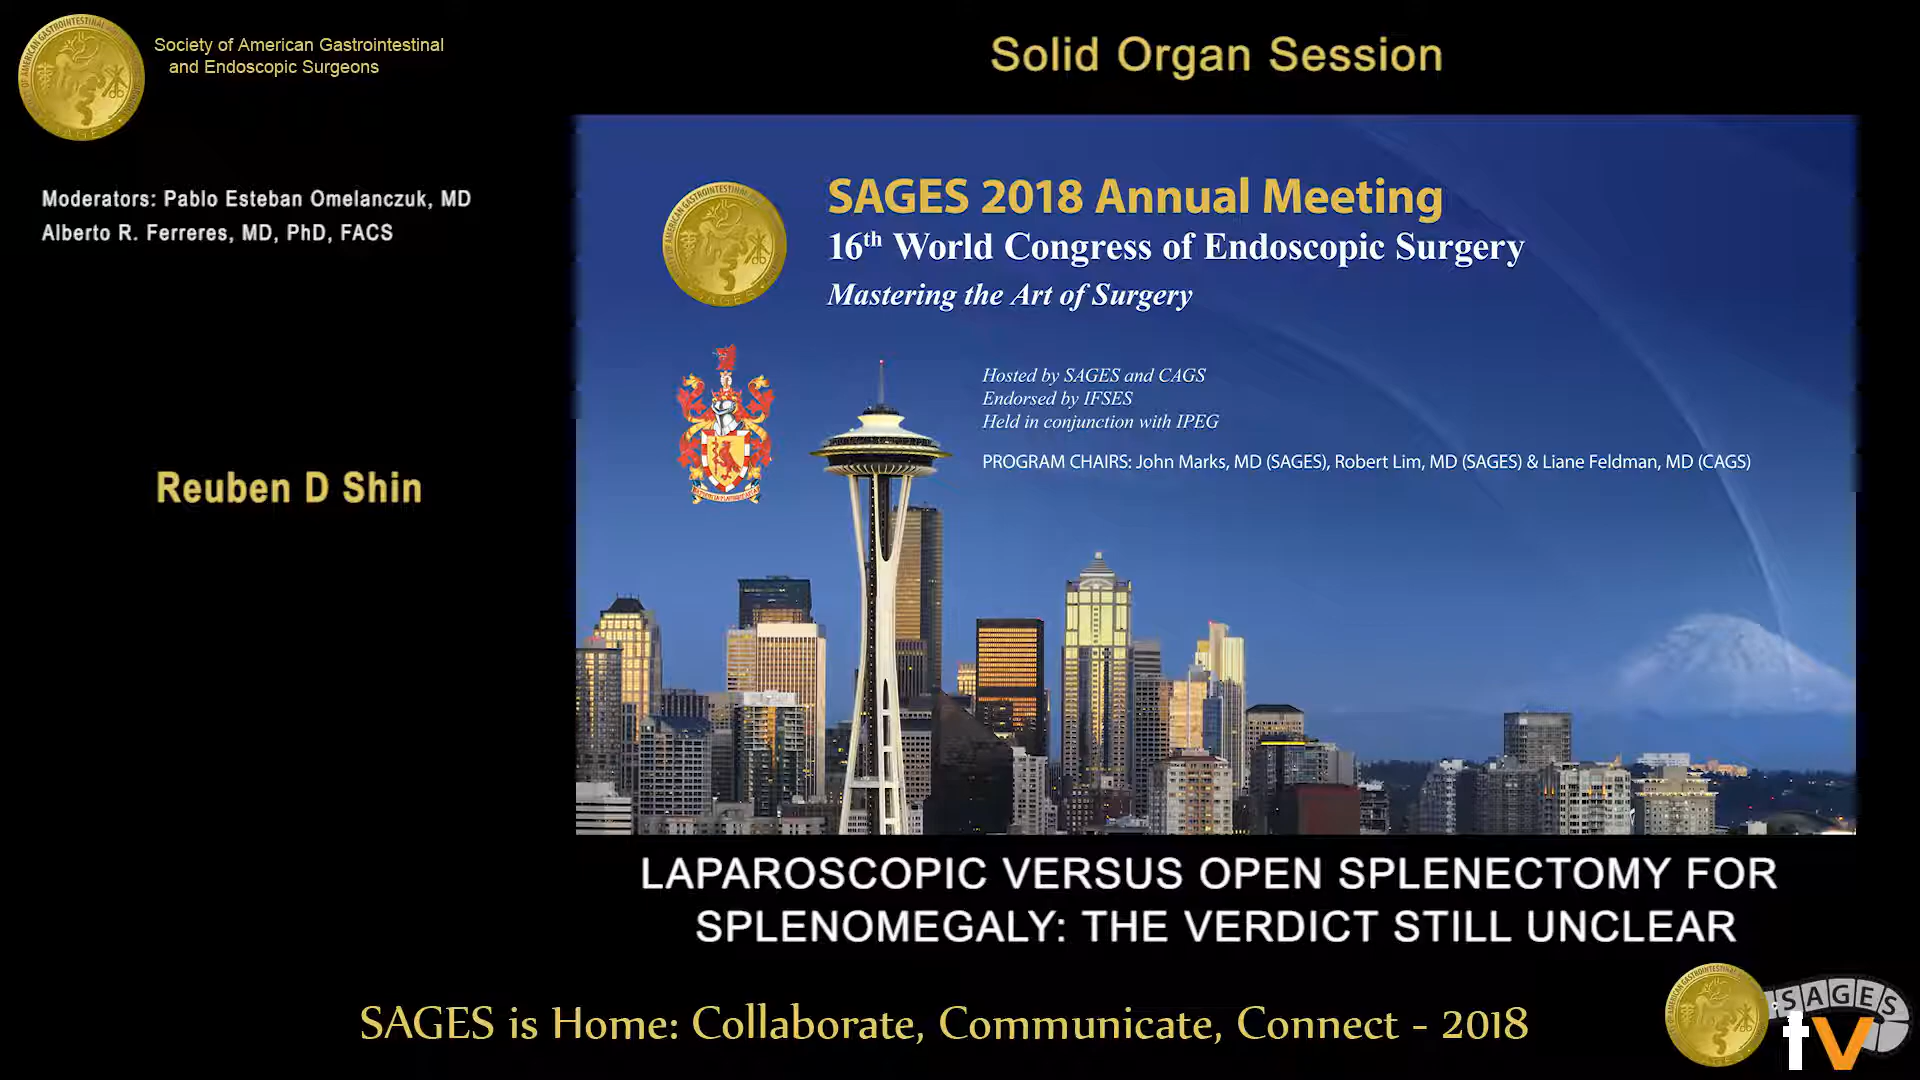 Society of American Gastrointestinal
and Endoscopic Surgeons
Solid Organ Session
Moderators: Pablo Esteban Omelanczuk, MD
Alberto R. Ferreres, MD, PhD, FACS
Reuben D Shin
SAGES 2018 Annual Meeting
16th World Congress of Endoscopic Surgery
Mastering the Art of Surgery
Hosted by SAGES and CAGS
Endorsed by IFSES
Held in conjunction with IPEG
PROGRAM CHAIRS: John Marks, MD (SAGES), Robert Lim, MD (SAGES) & Liane Feldman, MD (CAGS)
LAPAROSCOPIC VERSUS OPEN SPLENECTOMY FOR
SPLENOMEGALY: THE VERDICT STILL UNCLEAR
SAGES is Home: Collaborate, Communicate, Connect - 2018
SAGES
tV